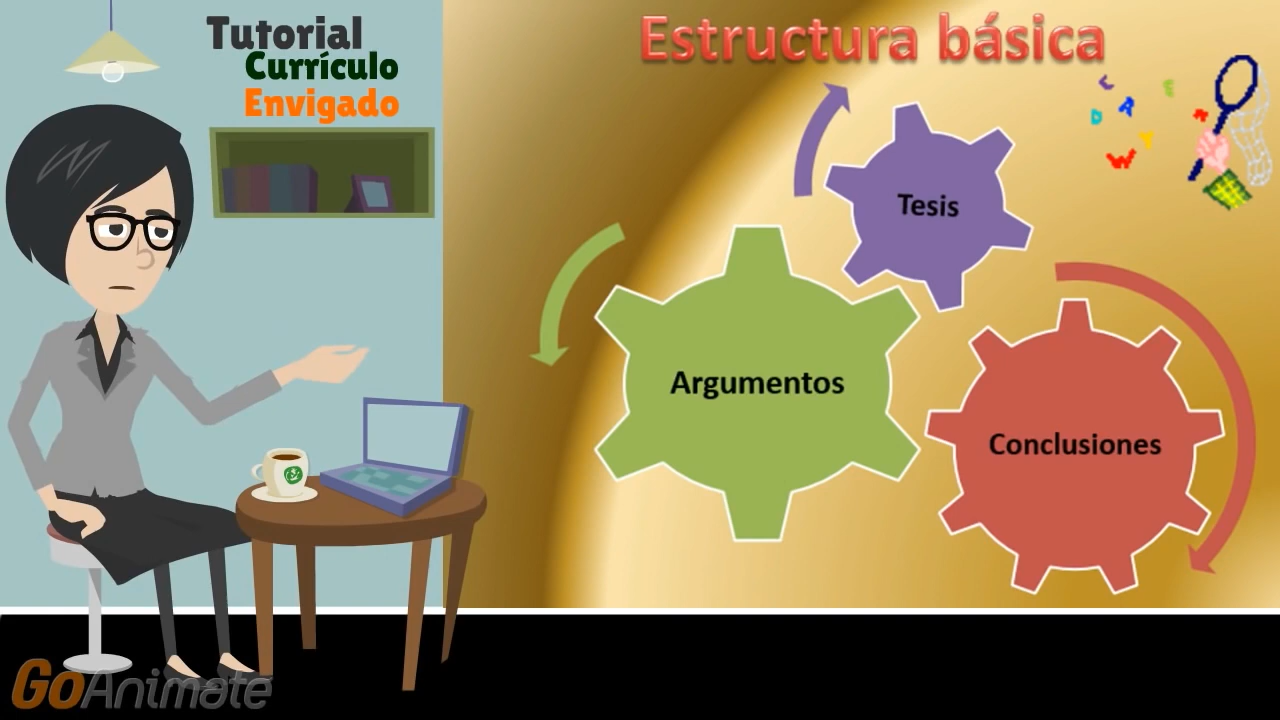 Tutorial
Currículo
Envigado
Estructura básica
Tesis
Argumentos
Conclusiones
GoAnimate